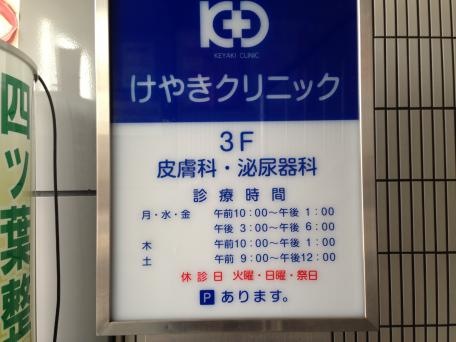 KEYAKI CLINIC
けやきクリニック
3F
皮膚科・泌尿器科
診療時間
月・水・金 午前10:00〜午後 1:00
午後 3:00〜午後 6:00
木 午前10:00〜午後 1:00
土 午前 9:00〜午後12:00
休診日 火曜・日曜・祭日
P あります。
四ッ葉整